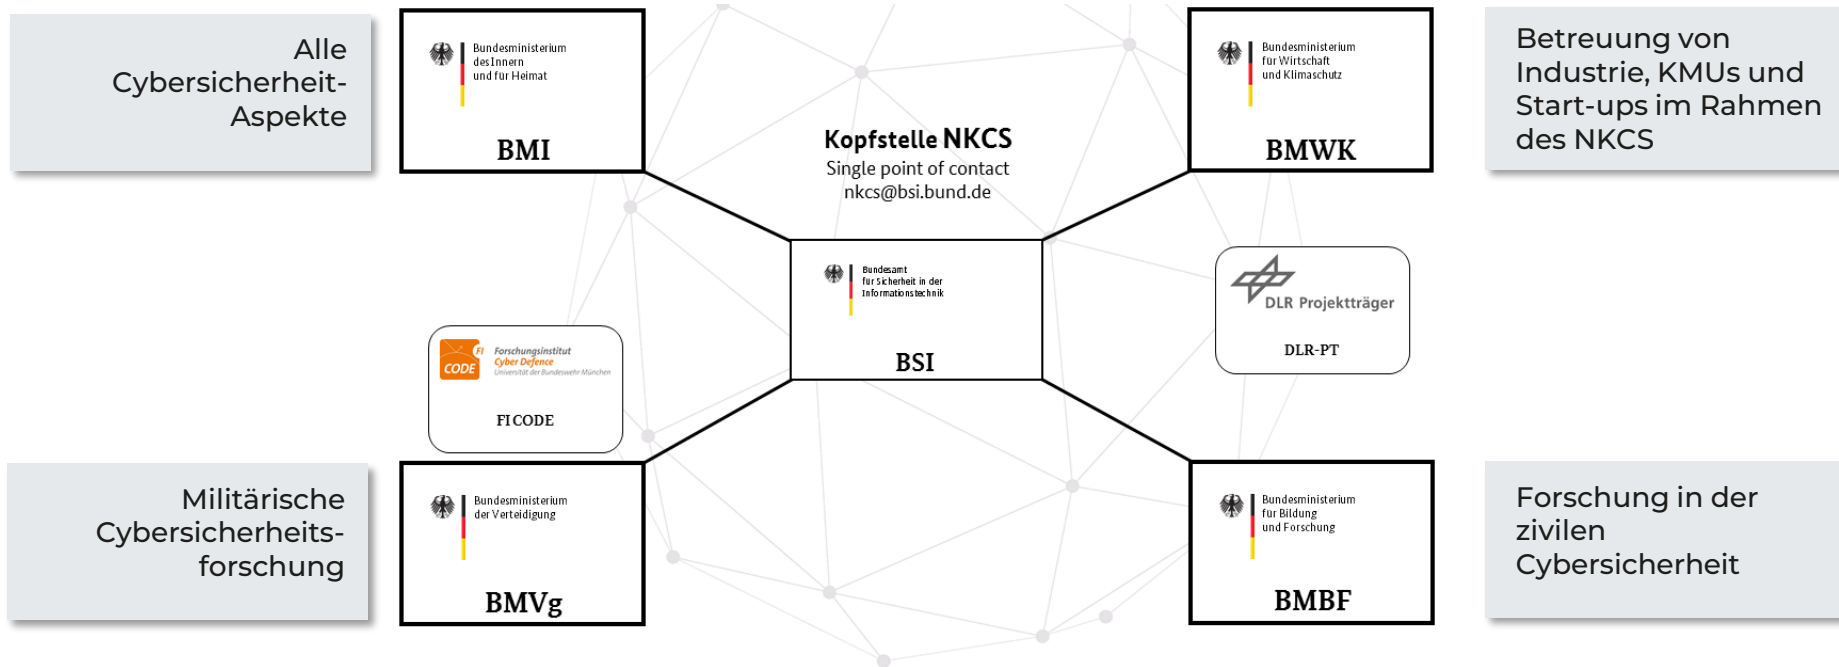 Alle
Cybersicherheit-
Aspekte
Bundesministerium
des Innern
und für Heimat
BMI
Kopfstelle NKCS
Single point of contact
nkcs@bsi.bund.de
Bundesministerium
für Wirtschaft
und Klimaschutz
BMWK
Betreuung von
Industrie, KMUs und
Start-ups im Rahmen
des NKCS
Bundesamt
für Sicherheit in der
Informationstechnik
BSI
DLR Projektträger
DLR-PT
FI
CODE
Forschungsinstitut
Cyber Defence
Universität der Bundeswehr München
FI CODE
Militärische
Cybersicherheits-
forschung
Bundesministerium
der Verteidigung
BMVg
Bundesministerium
für Bildung
und Forschung
BMBF
Forschung in der
zivilen
Cybersicherheit